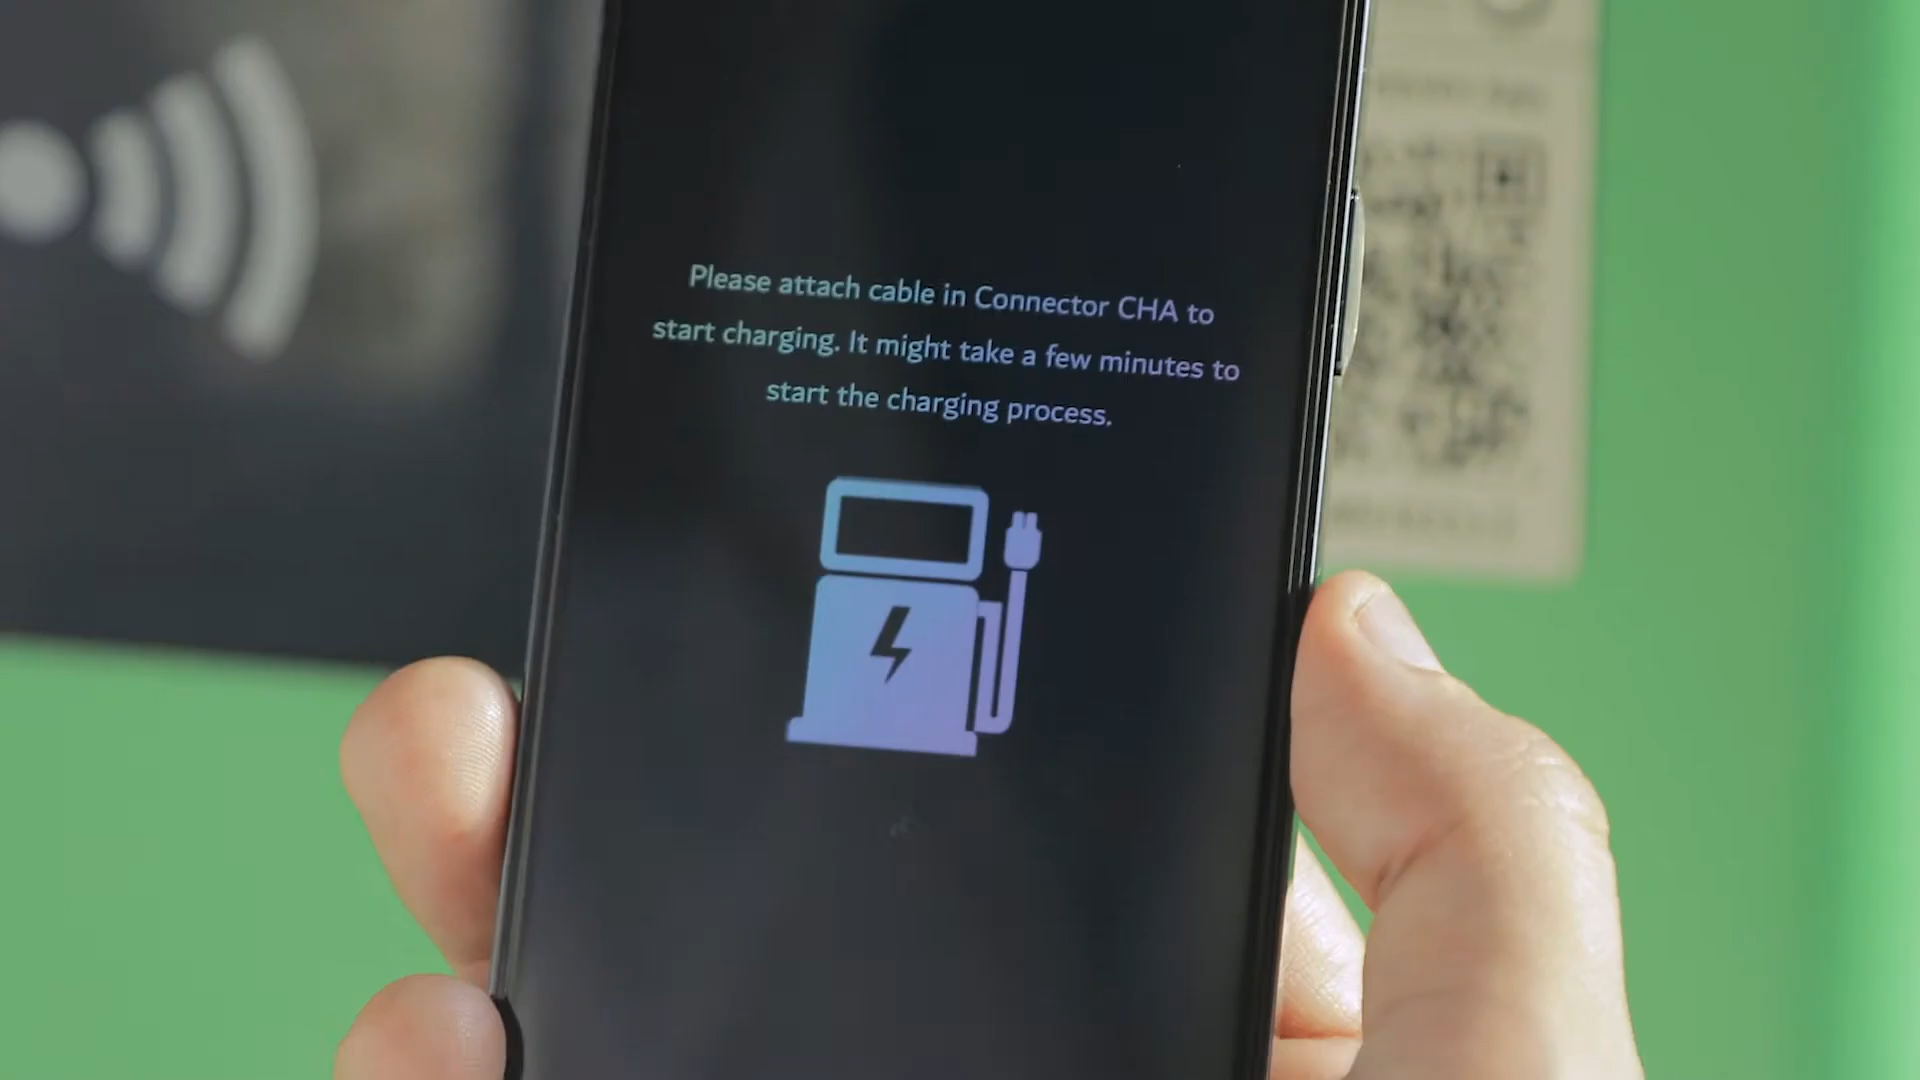 Please attach cable in Connector CHA to
start charging. It might take a few minutes to
start the charging process.